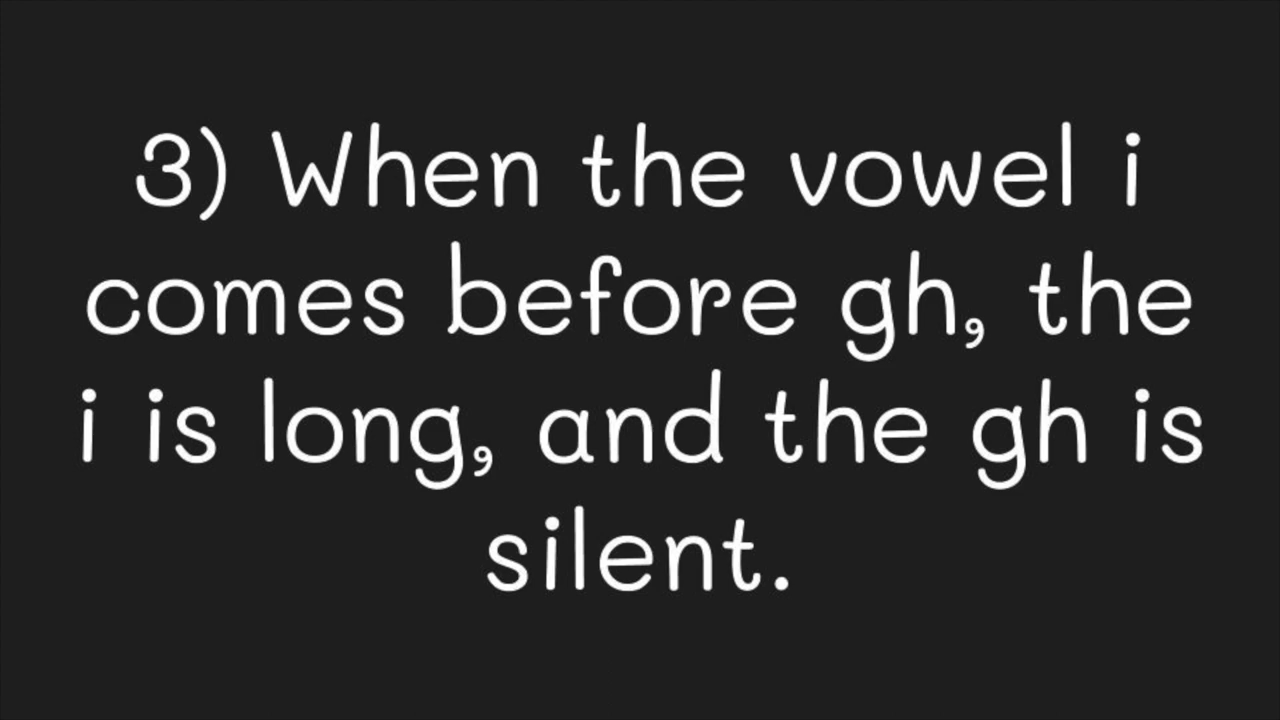 3) When the vowel i
comes before gh, the
i is long, and the gh is
silent.